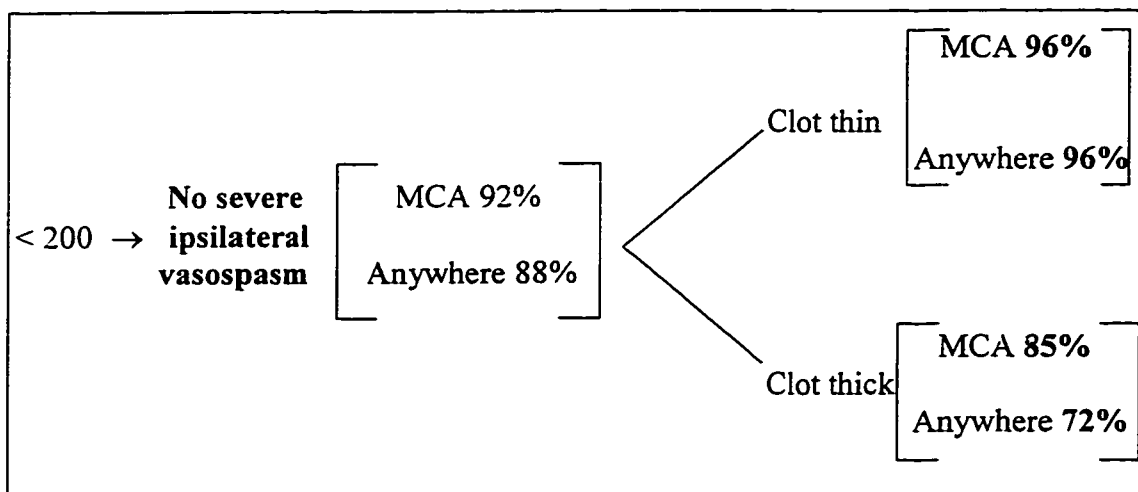 < 200 → No severe ipsilateral vasospasm
MCA 92%
Anywhere 88%
Clot thin
MCA 96%
Anywhere 96%
Clot thick
MCA 85%
Anywhere 72%